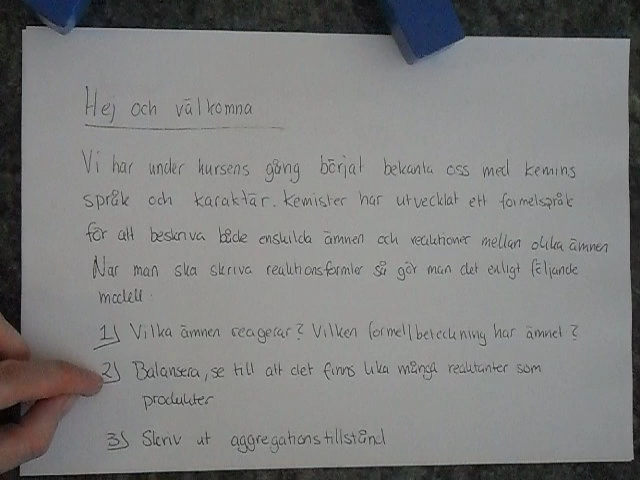 Hej och välkomna
Vi har under kursens gång börjat bekanta oss med kemins
språk och karaktär. Kemister har utvecklat ett formelspråk
för att beskriva både enskilda ämnen och reaktioner mellan olika ämnen
När man ska skriva reaktionsformler så gör man det enligt följande
modell:
1) Vilka ämnen reagerar? Vilken formellbeteckning har ämnet?
2) Balansera, se till att det finns lika många reaktanter som
produkter
3) Skriv ut aggregationstillstånd